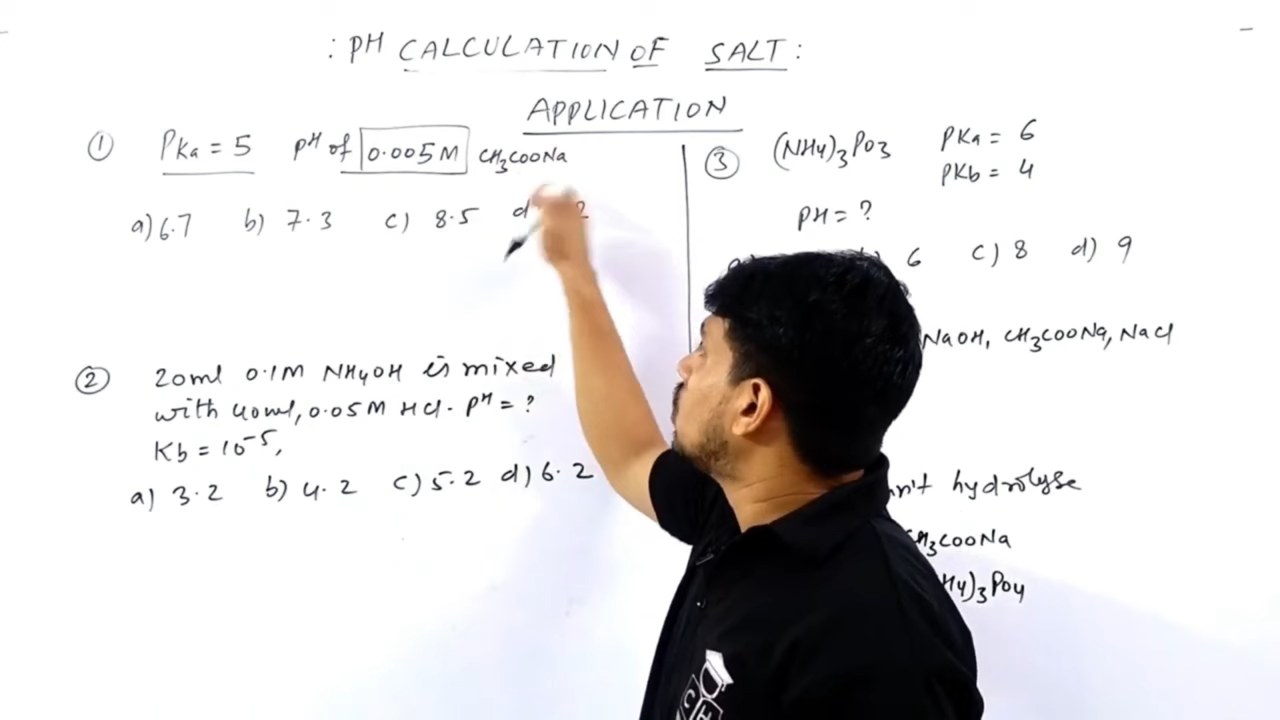 : PH CALCULATION OF SALT :
APPLICATION
① PKa = 5 PH of 0.005M CH3COONa
a) 6.7 b) 7.3 c) 8.5 d 2
② 20ml 0.1M NH4OH is mixed
with 40ml, 0.05M HCl. PH = ?
Kb = 10-5,
a) 3.2 b) 4.2 c) 5.2 d) 6.2
③ (NH4)3PO3 PKa = 6
PKb = 4
PH = ?
6 c) 8 d) 9
NaOH, CH3COONa, NaCl
n't hydrolyse
CH3COONa
H4)3PO4
C H